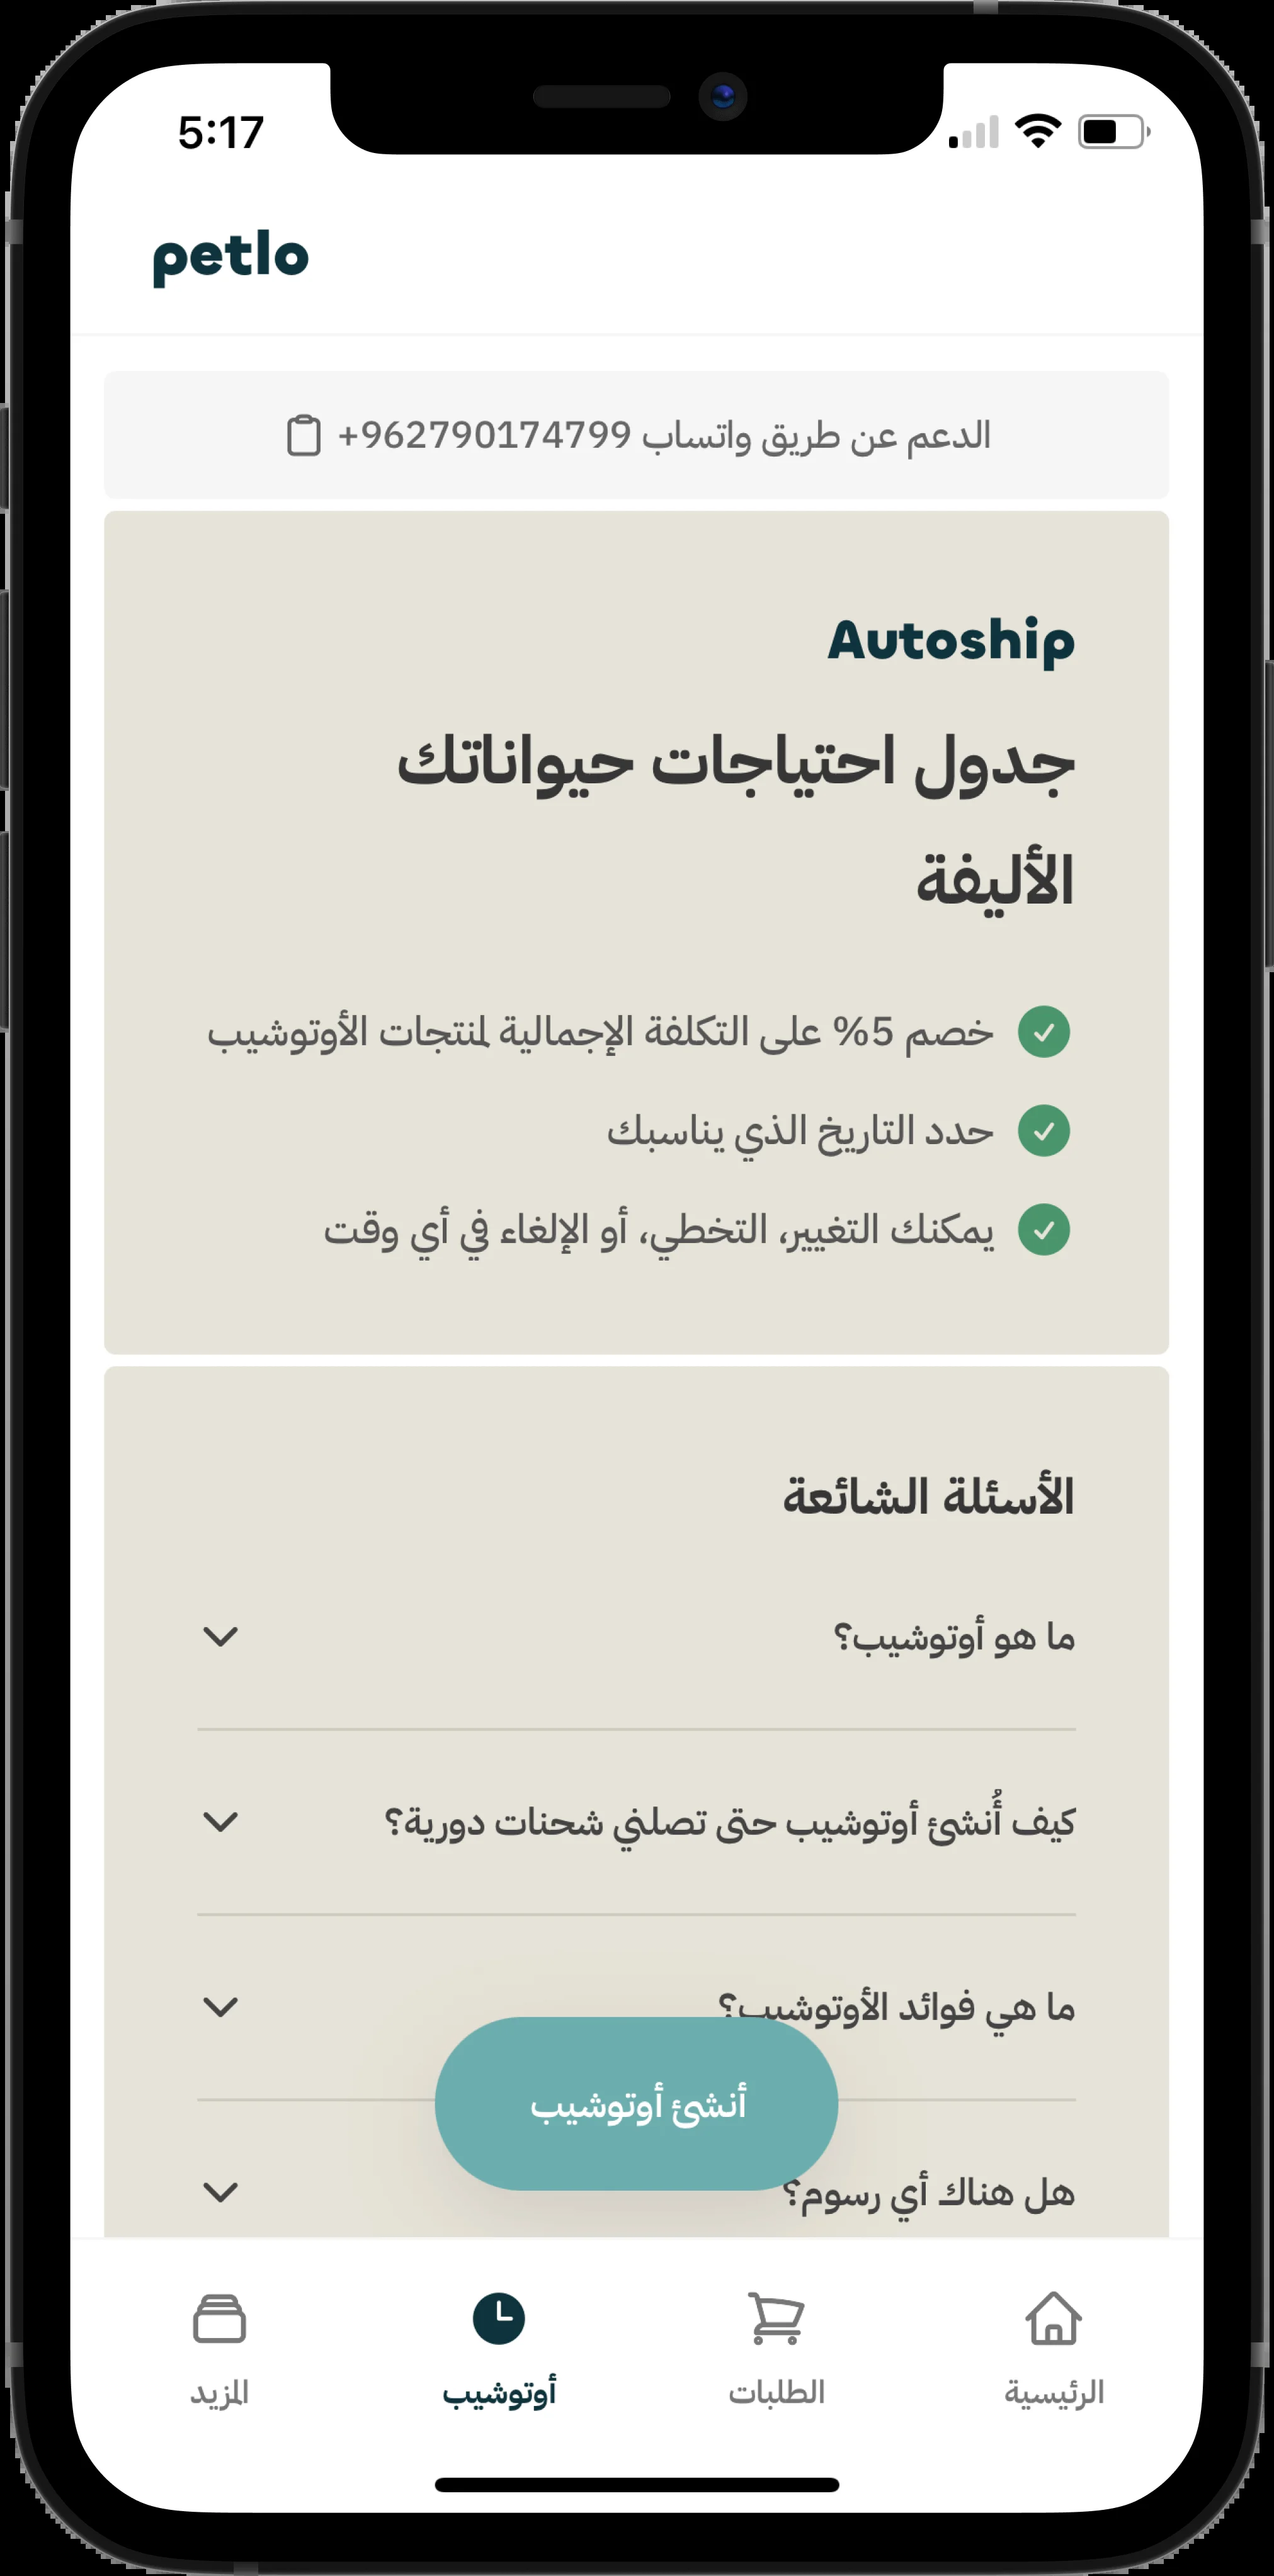 5:17
petlo
الدعم عن طريق واتساب 962790174799+
Autoship
جدول احتياجات حيواناتك
الأليفة
خصم 5% على التكلفة الإجمالية لمنتجات الأوتوشيب
حدد التاريخ الذي يناسبك
يمكنك التغيير، التخطي، أو الإلغاء في أي وقت
الأسئلة الشائعة
ما هو أوتوشيب؟
كيف أُنشئ أوتوشيب حتى تصلني شحنات دورية؟
ما هي فوائد الأوتوشيب؟
أنشئ أوتوشيب
هل هناك أي رسوم؟
الرئيسية
الطلبات
أوتوشيب
المزيد